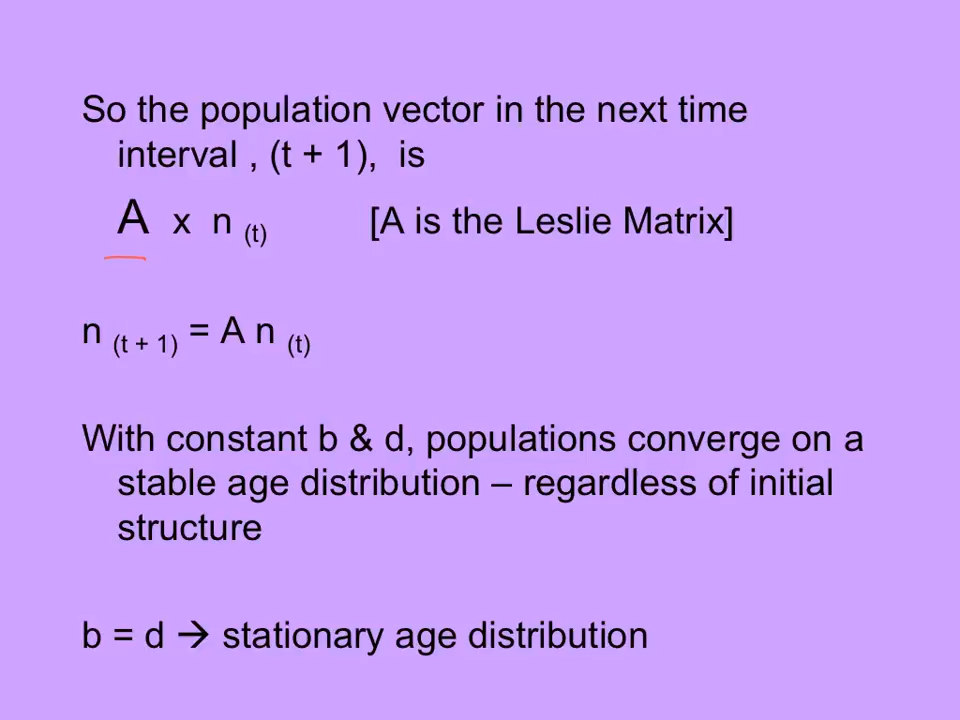 So the population vector in the next time
interval , (t + 1), is
A x n (t) [A is the Leslie Matrix]
n (t + 1) = A n (t)
With constant b & d, populations converge on a
stable age distribution – regardless of initial
structure
b = d → stationary age distribution